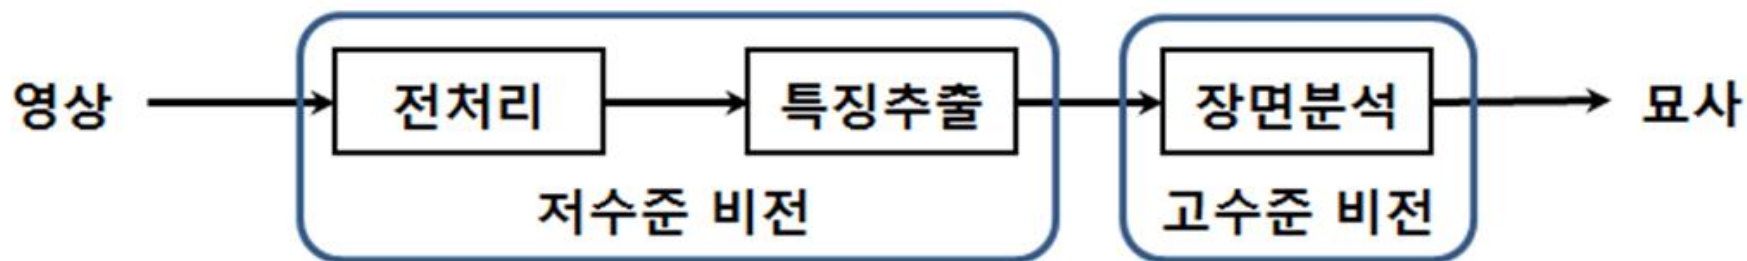 영상
전처리
특징추출
장면분석
묘사
저수준 비전
고수준 비전